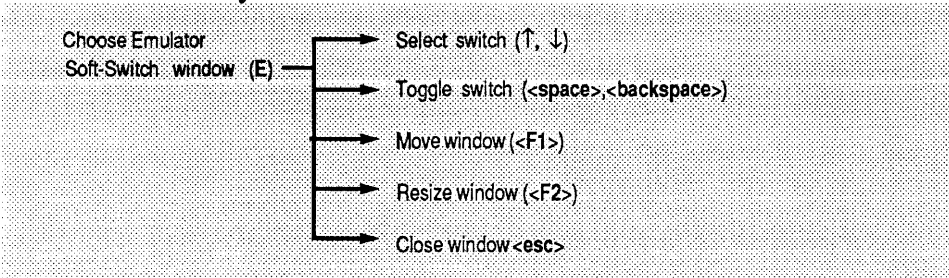 Choose Emulator
Soft-Switch window (E)
Select switch (↑, ↓)
Toggle switch (<space>,<backspace>)
Move window (<F1>)
Resize window (<F2>)
Close window <esc>